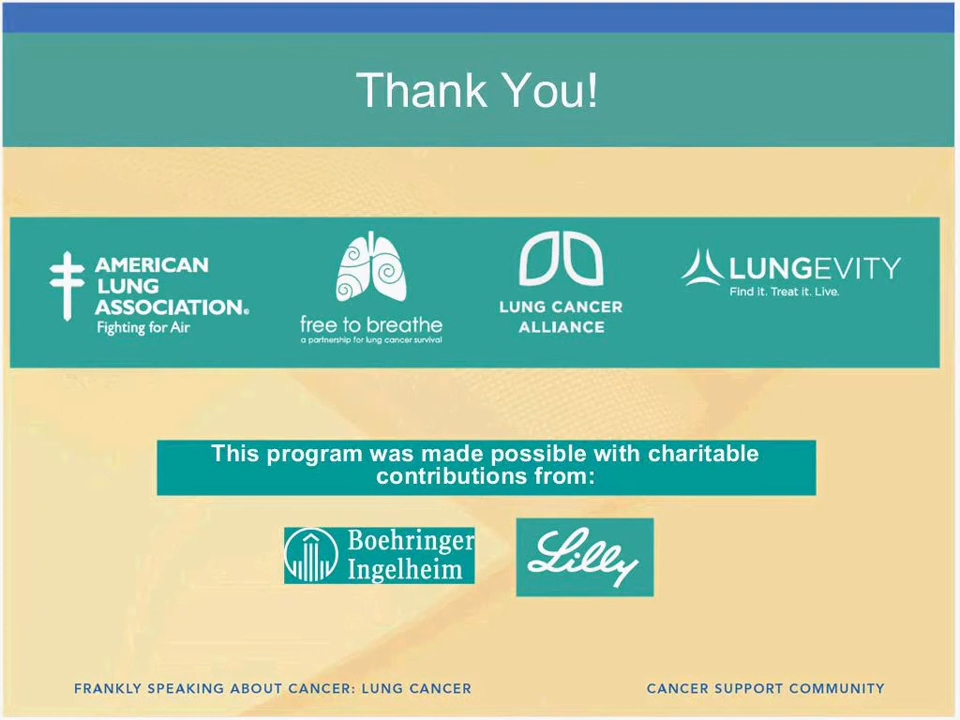 Thank You!
AMERICAN
LUNG
ASSOCIATION®
Fighting for Air
free to breathe
a partnership for lung cancer survival
LUNG CANCER
ALLIANCE
LUNGEVITY
Find it. Treat it. Live.
This program was made possible with charitable
contributions from:
Boehringer
Ingelheim
Lilly
FRANKLY SPEAKING ABOUT CANCER: LUNG CANCER
CANCER SUPPORT COMMUNITY